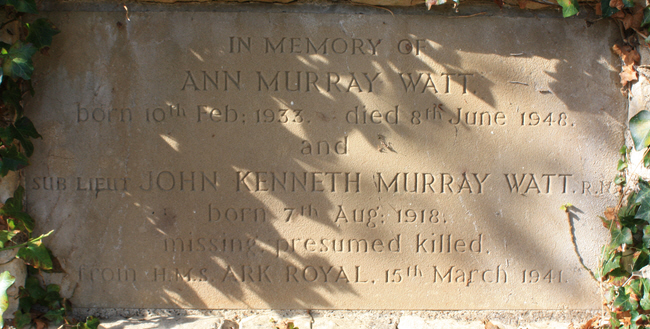 IN MEMORY OF
ANN MURRAY WATT.
born 10th Feb: 1933. died 8th June 1948.
and
SUB LIEUT JOHN KENNETH MURRAY WATT. R.N.
born 7th Aug: 1918.
missing, presumed killed,
from H.M.S. ARK ROYAL, 15th March 1941.